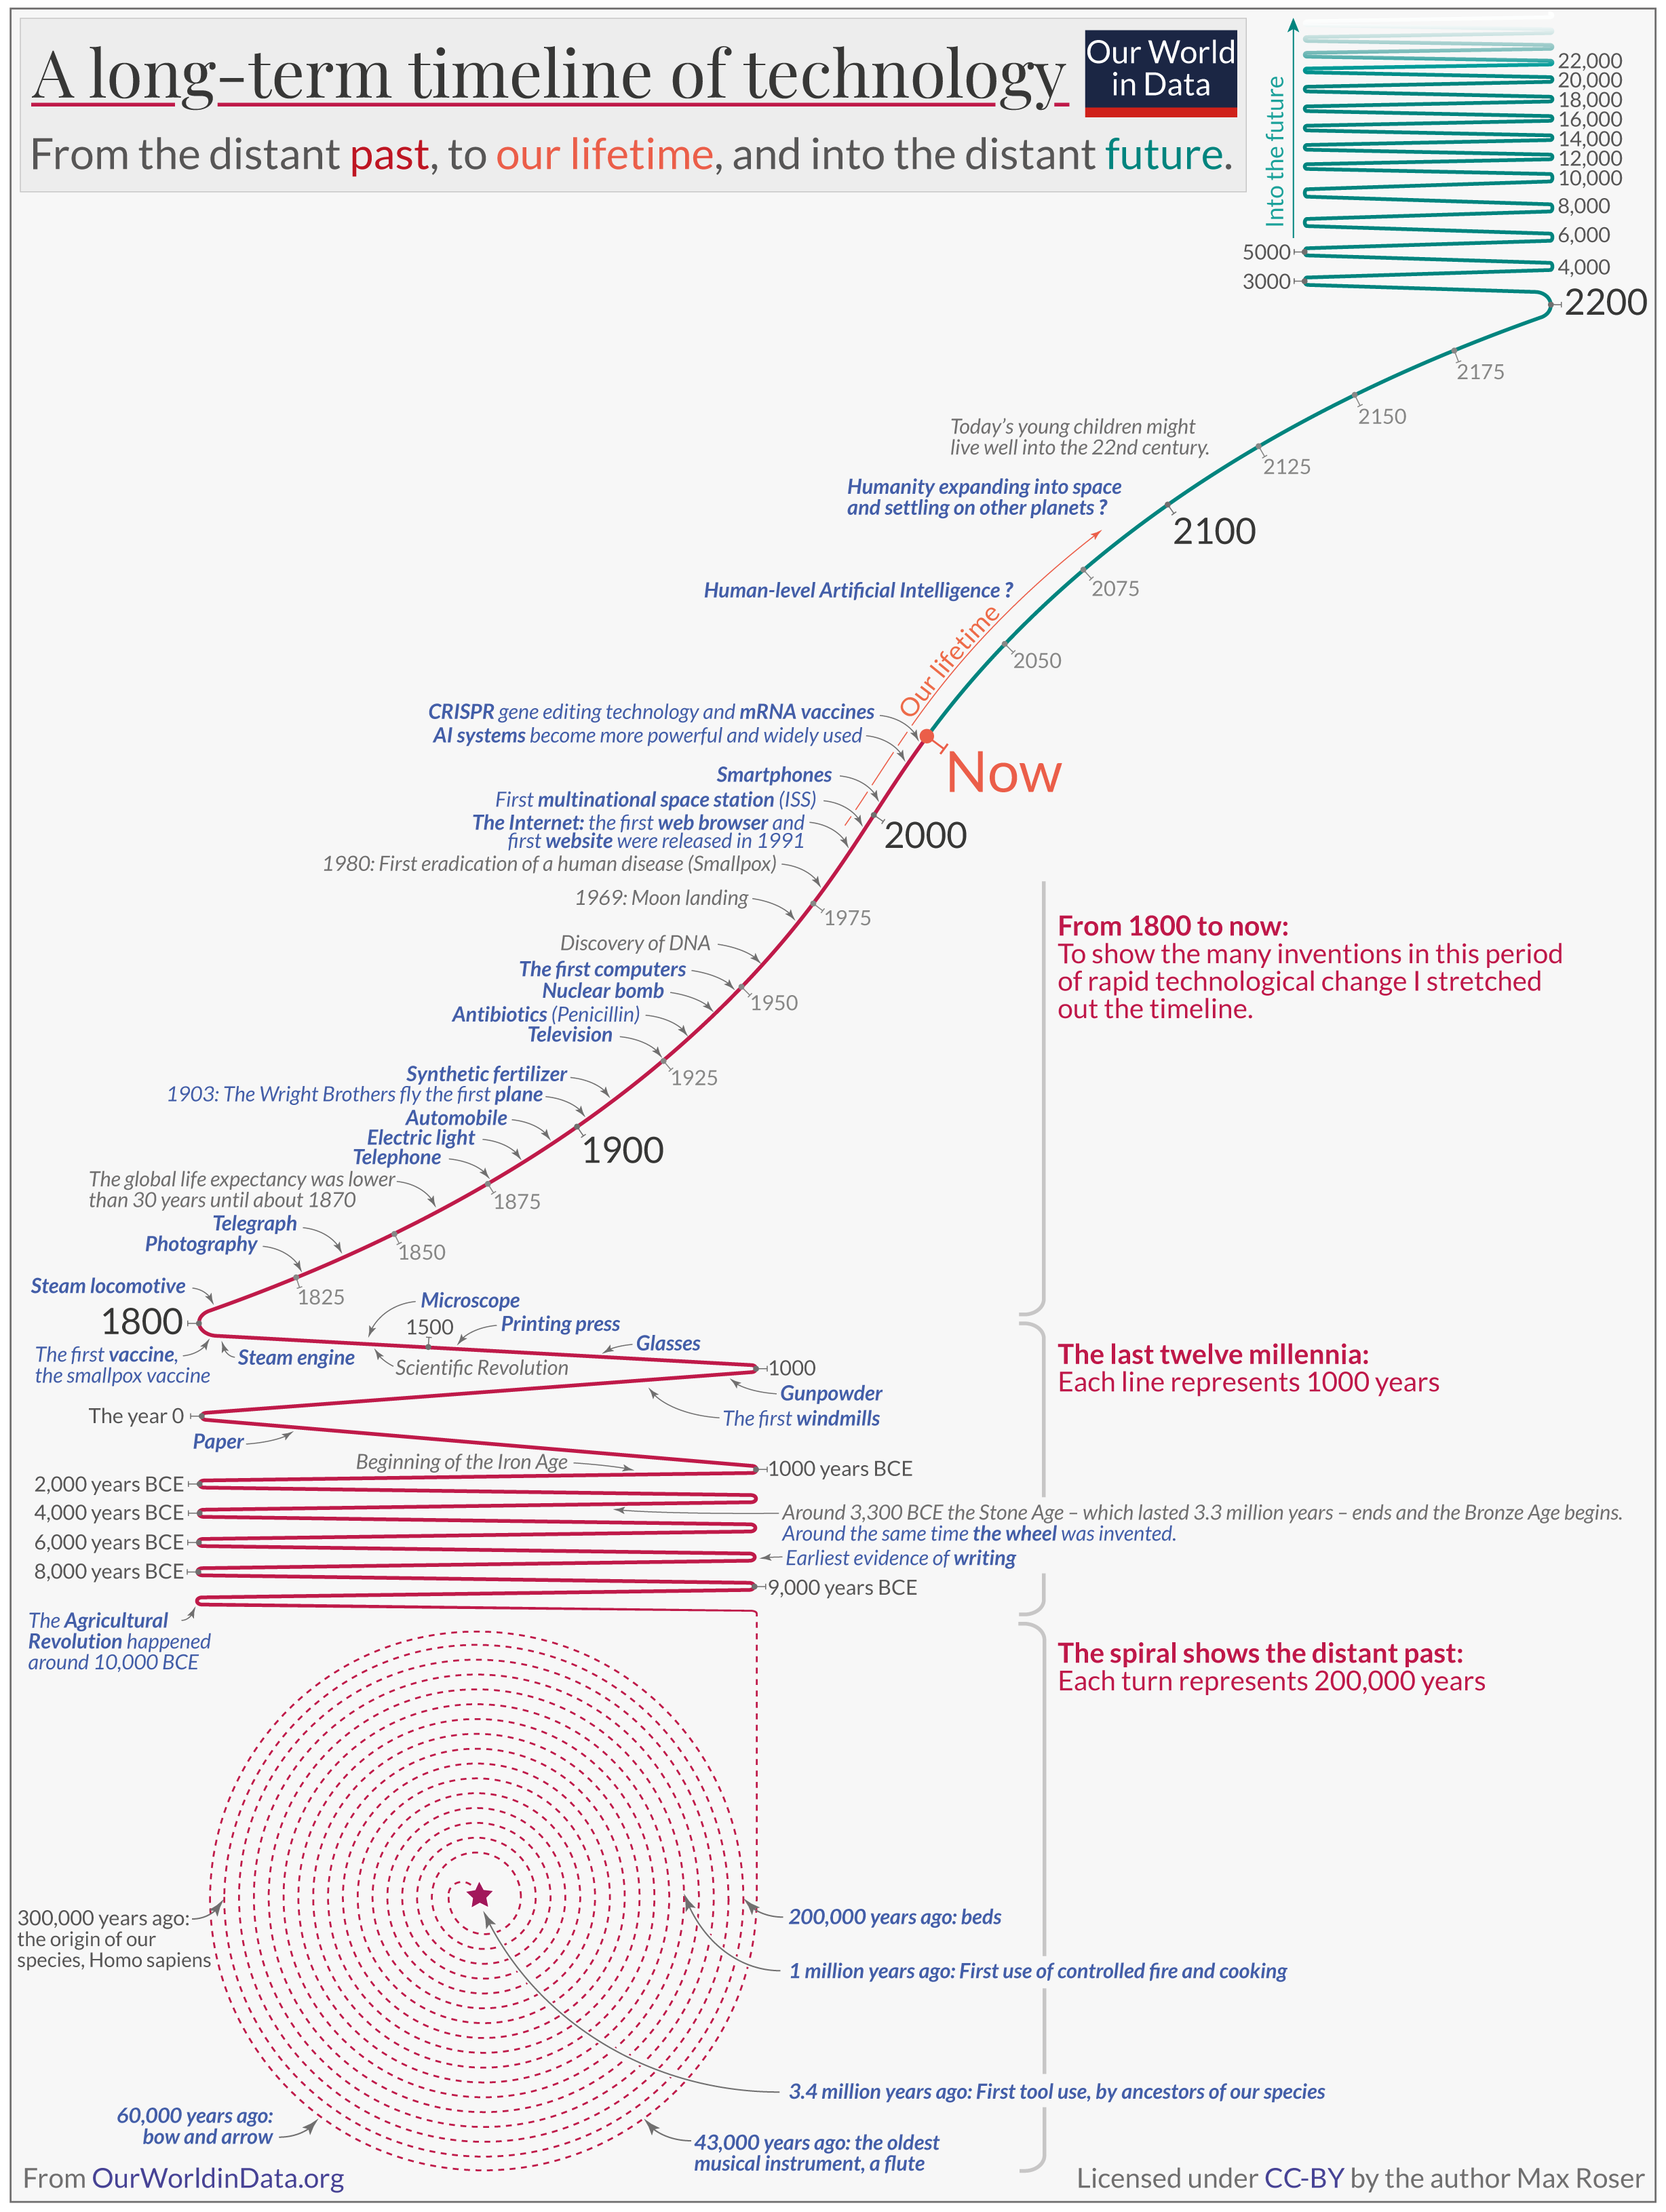 A long-term timeline of technology
Our World
in Data
From the distant past, to our lifetime, and into the distant future.
Into the future
22,000
20,000
18,000
16,000
14,000
12,000
10,000
8,000
6,000
5000
4,000
3000
2200
2175
2150
Today's young children might
live well into the 22nd century.
2125
Humanity expanding into space
and settling on other planets ?
2100
Human-level Artificial Intelligence ?
2075
Our lifetime
2050
CRISPR gene editing technology and mRNA vaccines
AI systems become more powerful and widely used
Now
Smartphones
First multinational space station (ISS)
The Internet: the first web browser and
first website were released in 1991
2000
1980: First eradication of a human disease (Smallpox)
1969: Moon landing
1975
From 1800 to now:
To show the many inventions in this period
of rapid technological change I stretched
out the timeline.
Discovery of DNA
The first computers
Nuclear bomb
1950
Antibiotics (Penicillin)
Television
Synthetic fertilizer
1925
1903: The Wright Brothers fly the first plane
Automobile
Electric light
1900
Telephone
The global life expectancy was lower
than 30 years until about 1870
1875
Telegraph
Photography
1850
Steam locomotive
1825
1800
Microscope
1500
Printing press
Glasses
The first vaccine,
the smallpox vaccine
Steam engine
Scientific Revolution
1000
The last twelve millennia:
Each line represents 1000 years
Gunpowder
The year 0
The first windmills
Paper
Beginning of the Iron Age
1000 years BCE
2,000 years BCE
4,000 years BCE
Around 3,300 BCE the Stone Age – which lasted 3.3 million years – ends and the Bronze Age begins.
Around the same time the wheel was invented.
6,000 years BCE
Earliest evidence of writing
8,000 years BCE
9,000 years BCE
The Agricultural
Revolution happened
around 10,000 BCE
The spiral shows the distant past:
Each turn represents 200,000 years
300,000 years ago:
the origin of our
species, Homo sapiens
200,000 years ago: beds
1 million years ago: First use of controlled fire and cooking
3.4 million years ago: First tool use, by ancestors of our species
60,000 years ago:
bow and arrow
43,000 years ago: the oldest
musical instrument, a flute
From OurWorldinData.org
Licensed under CC-BY by the author Max Roser